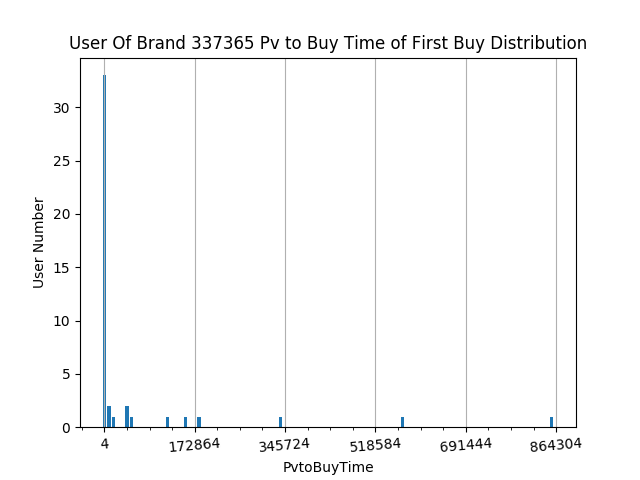 User Of Brand 337365 Pv to Buy Time of First Buy Distribution
30
25
20
15
10
5
0
User Number
4 172864 345724 518584 691444 864304
PvtoBuyTime